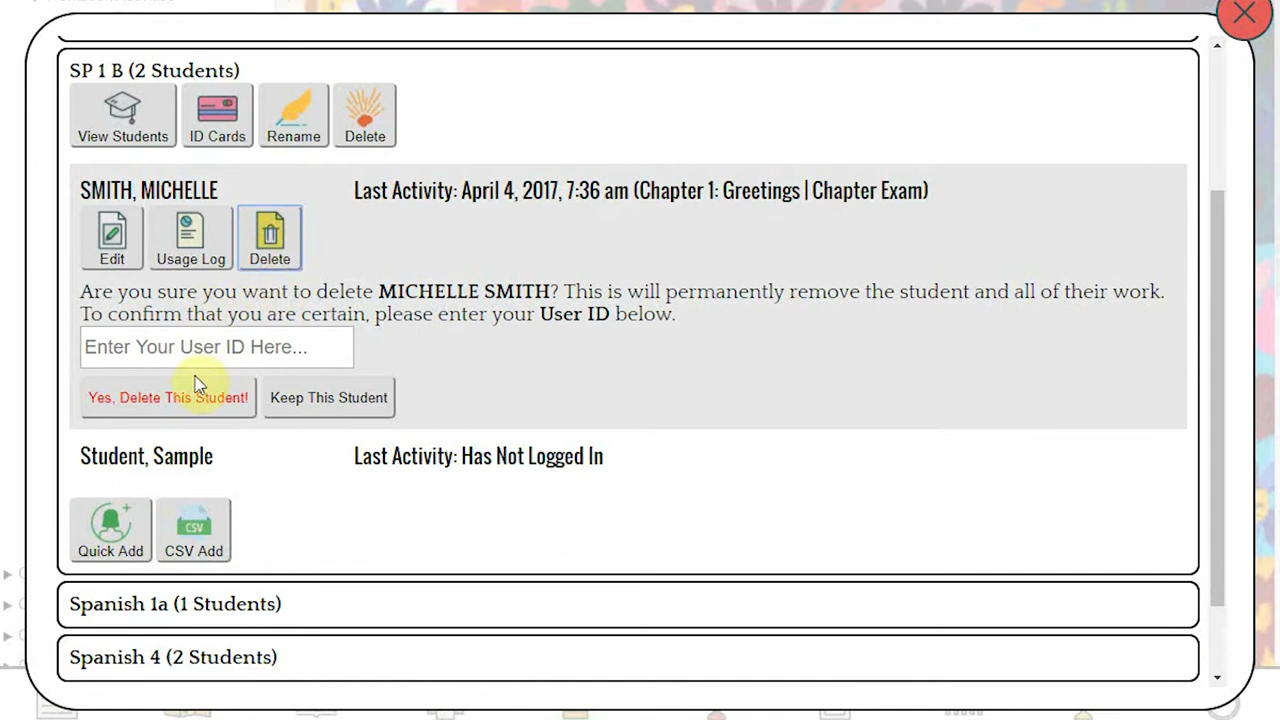 SP 1 B (2 Students)
View Students ID Cards Rename Delete
SMITH, MICHELLE Last Activity: April 4, 2017, 7:36 am (Chapter 1: Greetings | Chapter Exam)
Edit Usage Log Delete
Are you sure you want to delete MICHELLE SMITH? This is will permanently remove the student and all of their work.
To confirm that you are certain, please enter your User ID below.
Enter Your User ID Here...
Yes, Delete This Student! Keep This Student
Student, Sample Last Activity: Has Not Logged In
CSV
Quick Add CSV Add
Spanish 1a (1 Students)
Spanish 4 (2 Students)